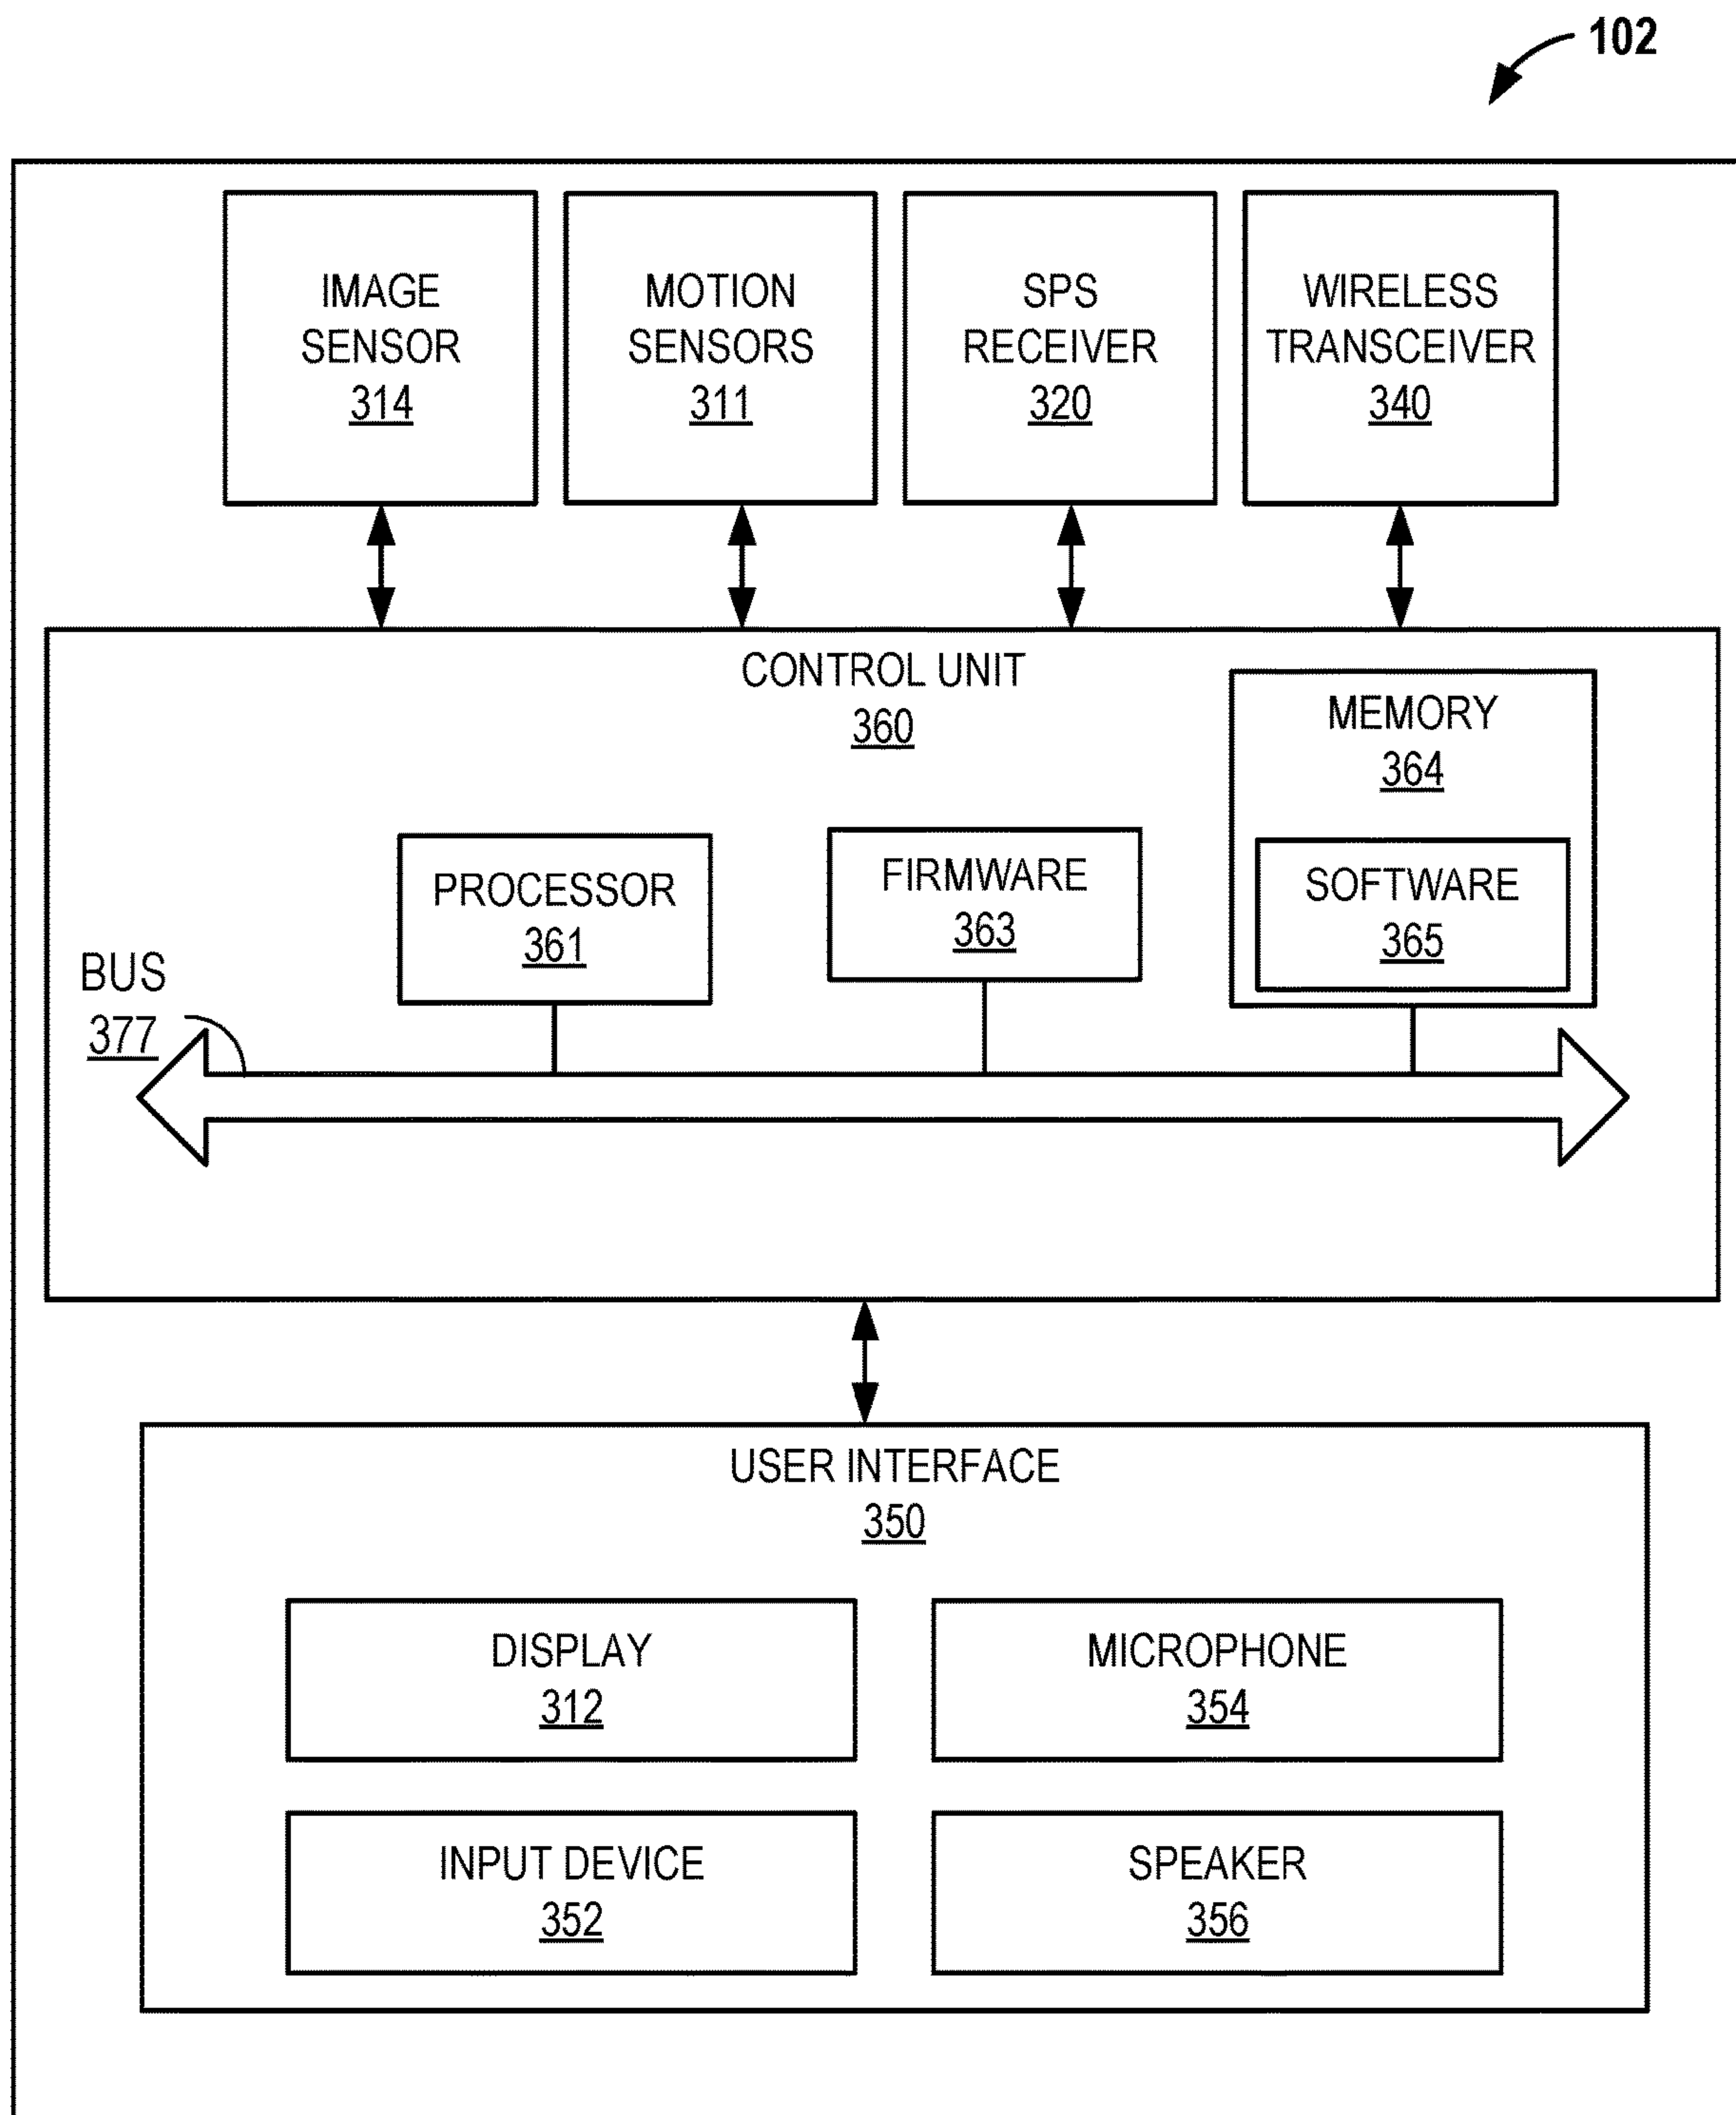 102
IMAGE
SENSOR
314
MOTION
SENSORS
311
SPS
RECEIVER
320
WIRELESS
TRANSCEIVER
340
CONTROL UNIT
360
MEMORY
364
PROCESSOR
361
FIRMWARE
363
SOFTWARE
365
BUS
377
USER INTERFACE
350
DISPLAY
312
MICROPHONE
354
INPUT DEVICE
352
SPEAKER
356